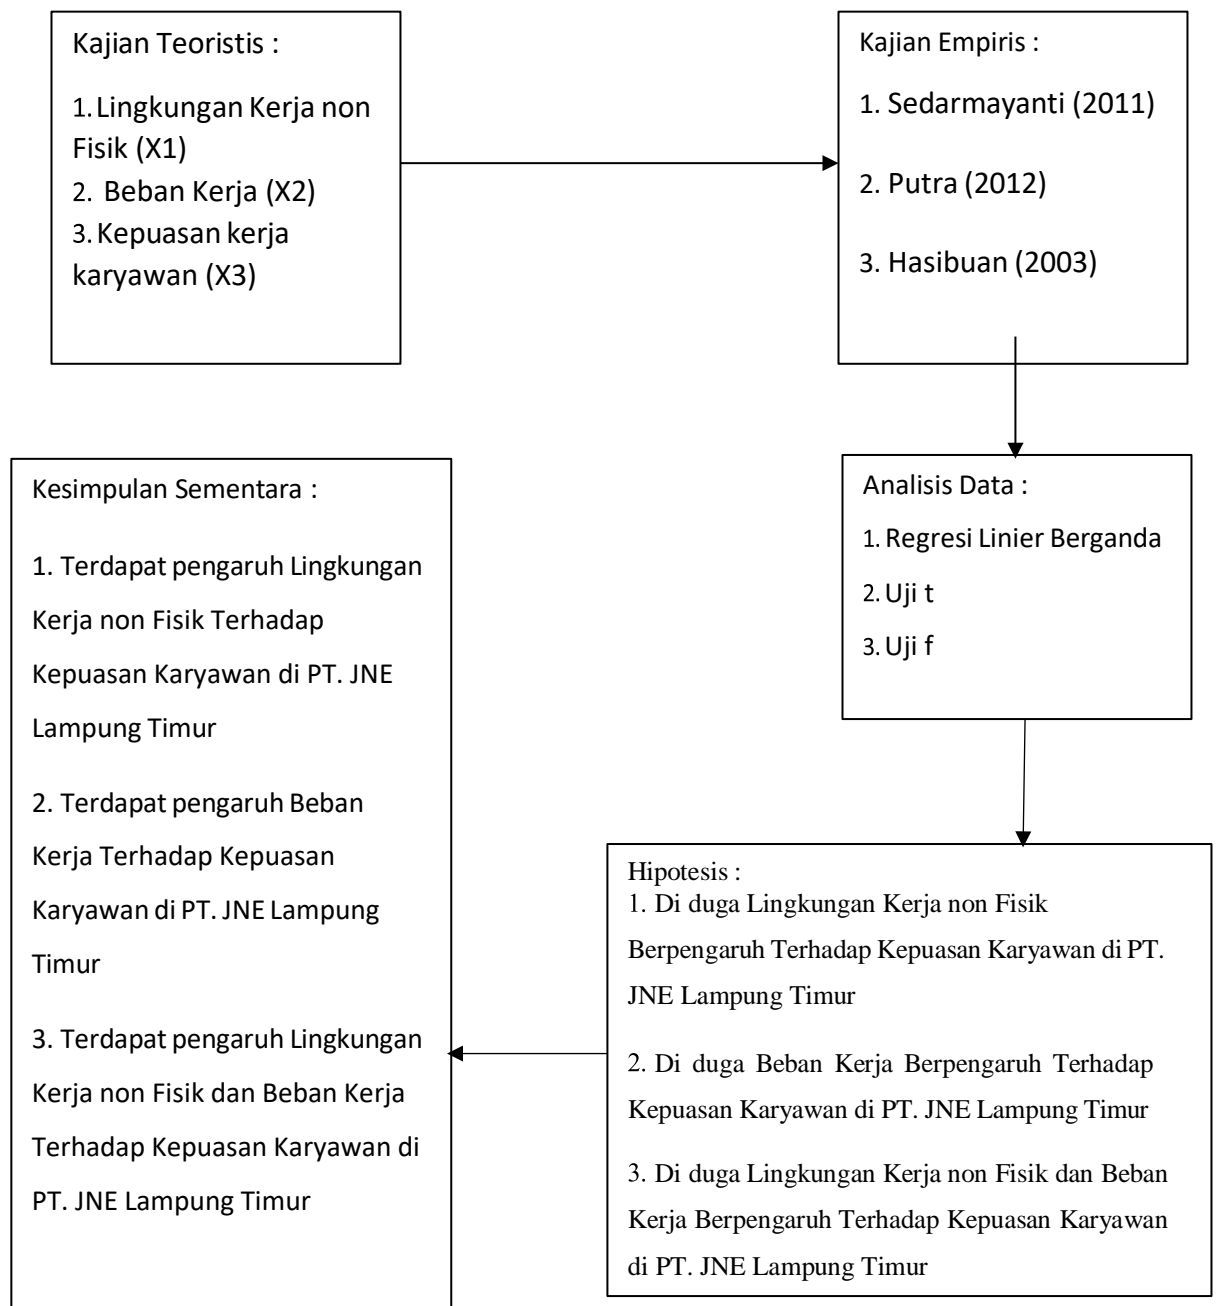 Kajian Teoristis :
1. Lingkungan Kerja non
Fisik (X1)
2. Beban Kerja (X2)
3. Kepuasan kerja
karyawan (X3)
Kajian Empiris :
1. Sedarmayanti (2011)
2. Putra (2012)
3. Hasibuan (2003)
Analisis Data :
1. Regresi Linier Berganda
2. Uji t
3. Uji f
Hipotesis :
1. Di duga Lingkungan Kerja non Fisik
Berpengaruh Terhadap Kepuasan Karyawan di PT.
JNE Lampung Timur
2. Di duga Beban Kerja Berpengaruh Terhadap
Kepuasan Karyawan di PT. JNE Lampung Timur
3. Di duga Lingkungan Kerja non Fisik dan Beban
Kerja Berpengaruh Terhadap Kepuasan Karyawan
di PT. JNE Lampung Timur
Kesimpulan Sementara :
1. Terdapat pengaruh Lingkungan
Kerja non Fisik Terhadap
Kepuasan Karyawan di PT. JNE
Lampung Timur
2. Terdapat pengaruh Beban
Kerja Terhadap Kepuasan
Karyawan di PT. JNE Lampung
Timur
3. Terdapat pengaruh Lingkungan
Kerja non Fisik dan Beban Kerja
Terhadap Kepuasan Karyawan di
PT. JNE Lampung Timur